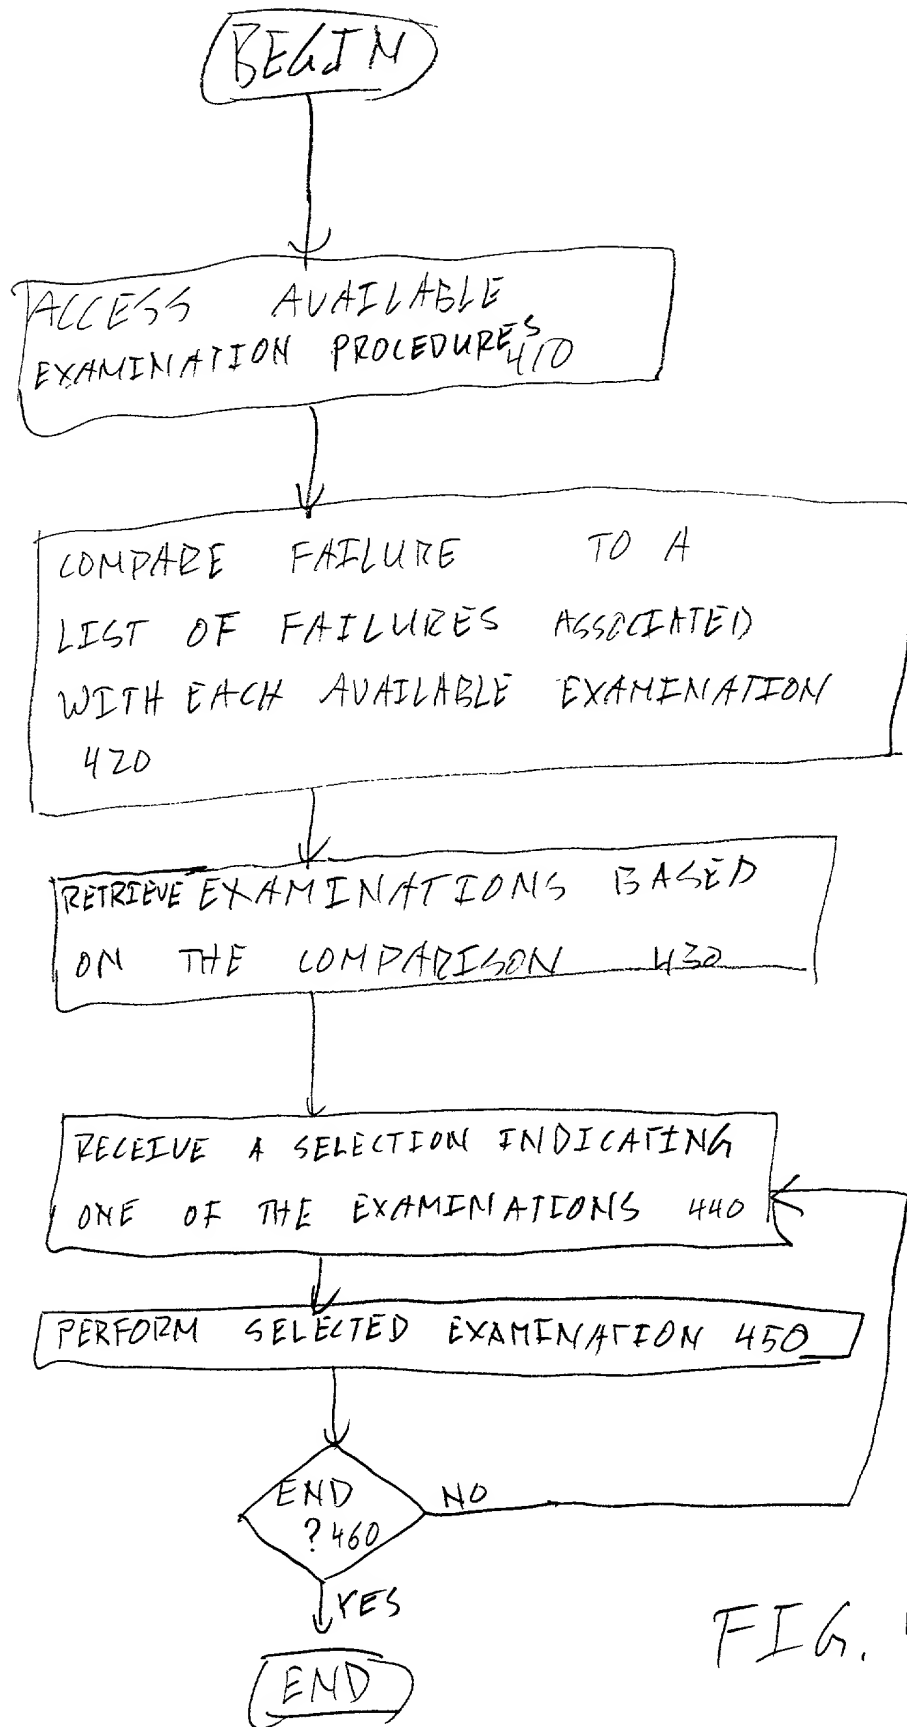 BEGIN
ACCESS AVAILABLE
EXAMINATION PROCEDURES 410
COMPARE FAILURE TO A
LIST OF FAILURES ASSOCIATED
WITH EACH AVAILABLE EXAMINATION
420
RETRIEVE EXAMINATIONS BASED
ON THE COMPARISON 430
RECEIVE A SELECTION INDICATING
ONE OF THE EXAMINATIONS 440
PERFORM SELECTED EXAMINATION 450
END
? 460
NO
YES
END
FIG.